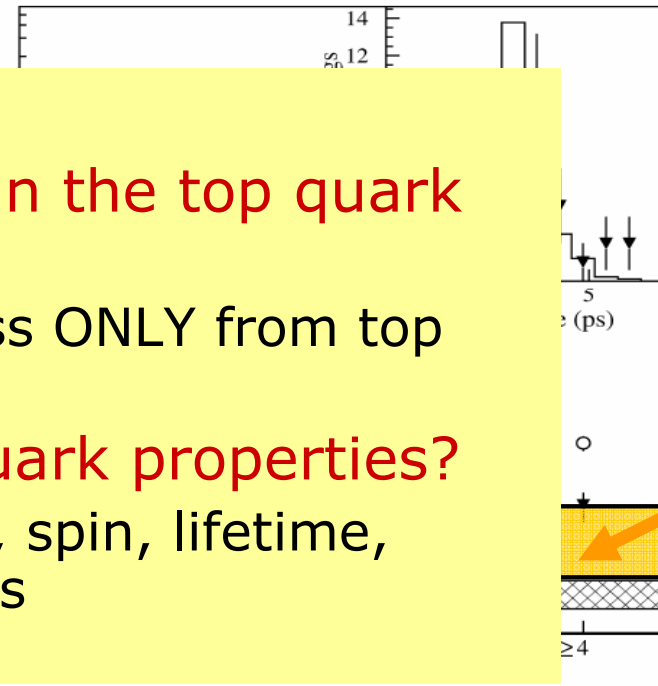 14
12
n the top quark
ss ONLY from top
uark properties?
, spin, lifetime,
s
5
(ps)
≥4